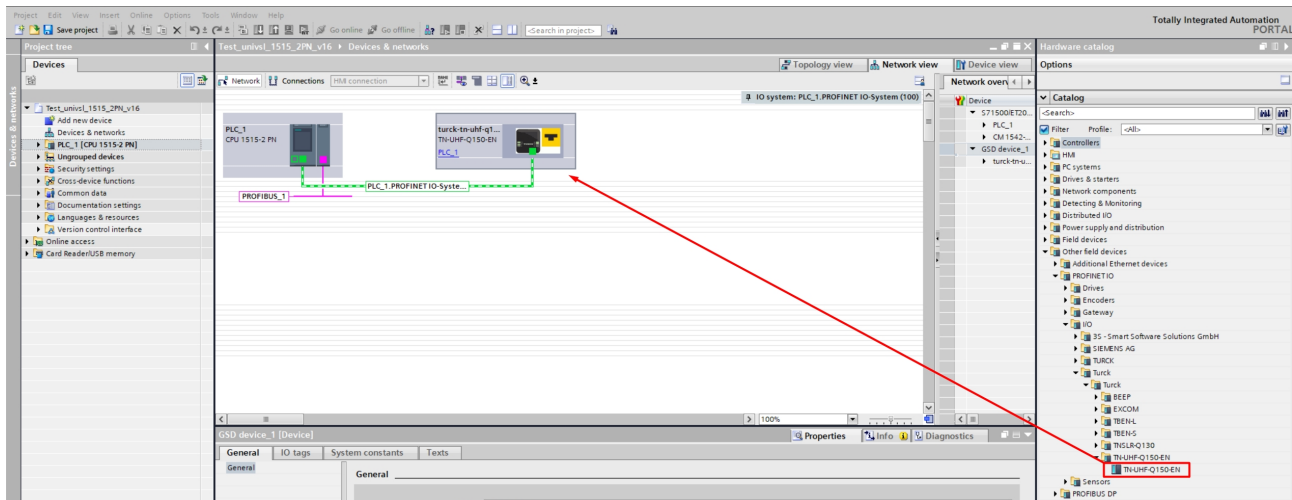 Project Edit View Insert Online Options Tools Window Help
Totally Integrated Automation
PORTAL
Save project
Go online
Go offline
<Search in project>
Project tree
Test_univsl_1515_2PN_v16 Devices & networks
Hardware catalog
Devices
Topology view
Network view
Device view
Options
Network
Connections
HMI connection
Network overv
Devices & networks
IO system: PLC_1.PROFINET IO-System (100)
Device
S71500/ET20...
PLC_1
CM 1542-...
GSD device_1
turck-tn-u...
Test_univsl_1515_2PN_v16
Add new device
Devices & networks
PLC_1 [CPU 1515-2 PN]
Ungrouped devices
Security settings
Cross-device functions
Common data
Documentation settings
Languages & resources
Version control interface
Online access
Card Reader/USB memory
PLC_1
CPU 1515-2 PN
turck-tn-uhf-q1...
TN-UHF-Q150-EN
PLC_1
PLC_1.PROFINET IO-Syste...
PROFIBUS_1
100%
Catalog
<Search>
Filter Profile: <All>
Controllers
HMI
PC systems
Drives & starters
Network components
Detecting & Monitoring
Distributed I/O
Power supply and distribution
Field devices
Other field devices
Additional Ethernet devices
PROFINET IO
Drives
Encoders
Gateway
I/O
3S - Smart Software Solutions GmbH
SIEMENS AG
TURCK
Turck
Turck
BEEP
EXCOM
TBEN-L
TBEN-S
TNSLR-Q130
TN-UHF-Q150-EN
TN-UHF-Q150-EN
Sensors
PROFIBUS DP
GSD device_1 [Device]
Properties
Info
Diagnostics
General IO tags System constants Texts
General
General